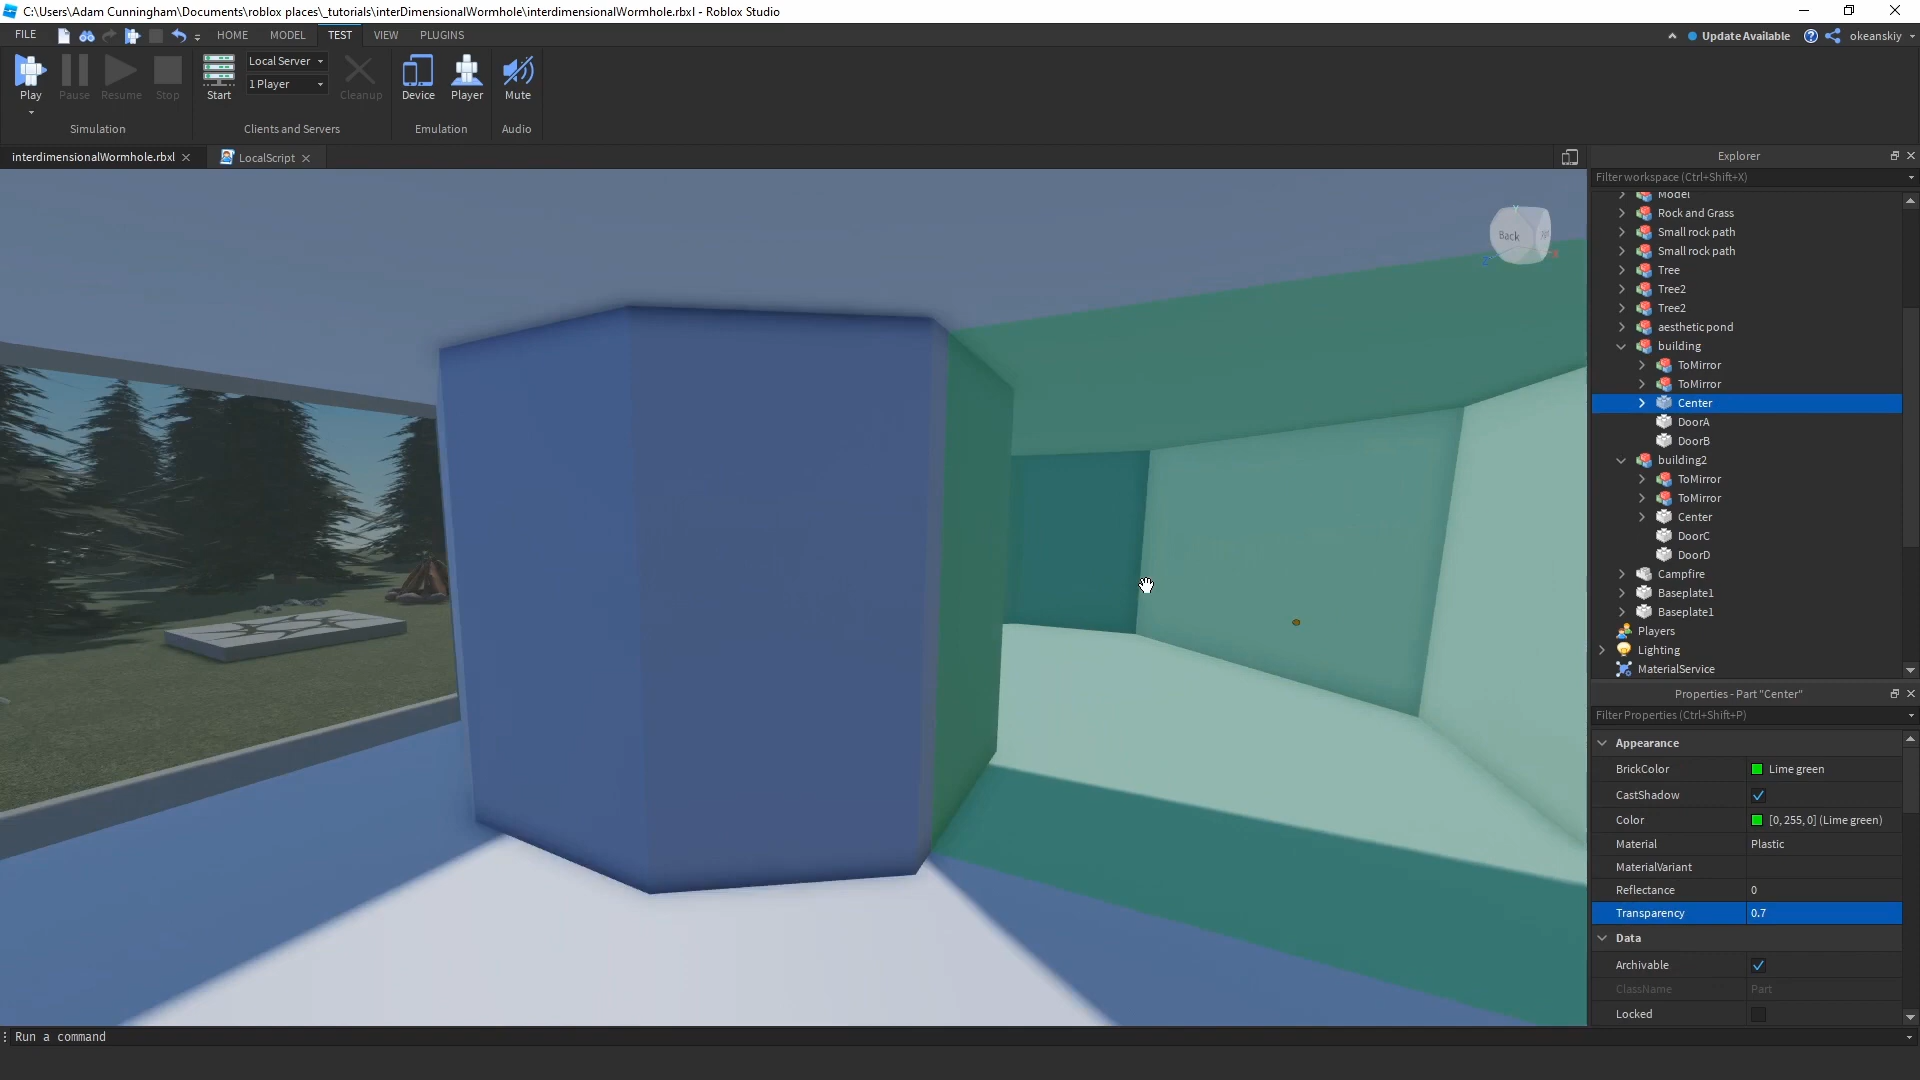 C:\Users\Adam Cunningham\Documents\roblox places\_tutorials\interDimensionalWormhole\interdimensionalWormhole.rbxl - Roblox Studio
FILE HOME MODEL TEST VIEW PLUGINS Update Available okeanskiy
Play Pause Resume Stop Start Local Server 1 Player Cleanup Device Player Mute
Simulation Clients and Servers Emulation Audio
interdimensionalWormhole.rbxl LocalScript
Back
Explorer
Filter workspace (Ctrl+Shift+X)
Model
Rock and Grass
Small rock path
Small rock path
Tree
Tree2
Tree2
aesthetic pond
building
ToMirror
ToMirror
Center
DoorA
DoorB
building2
ToMirror
ToMirror
Center
DoorC
DoorD
Campfire
Baseplate1
Baseplate1
Players
Lighting
MaterialService
Properties - Part "Center"
Filter Properties (Ctrl+Shift+P)
Appearance
BrickColor Lime green
CastShadow
Color [0, 255, 0] (Lime green)
Material Plastic
MaterialVariant
Reflectance 0
Transparency 0.7
Data
Archivable
ClassName Part
Locked
Run a command